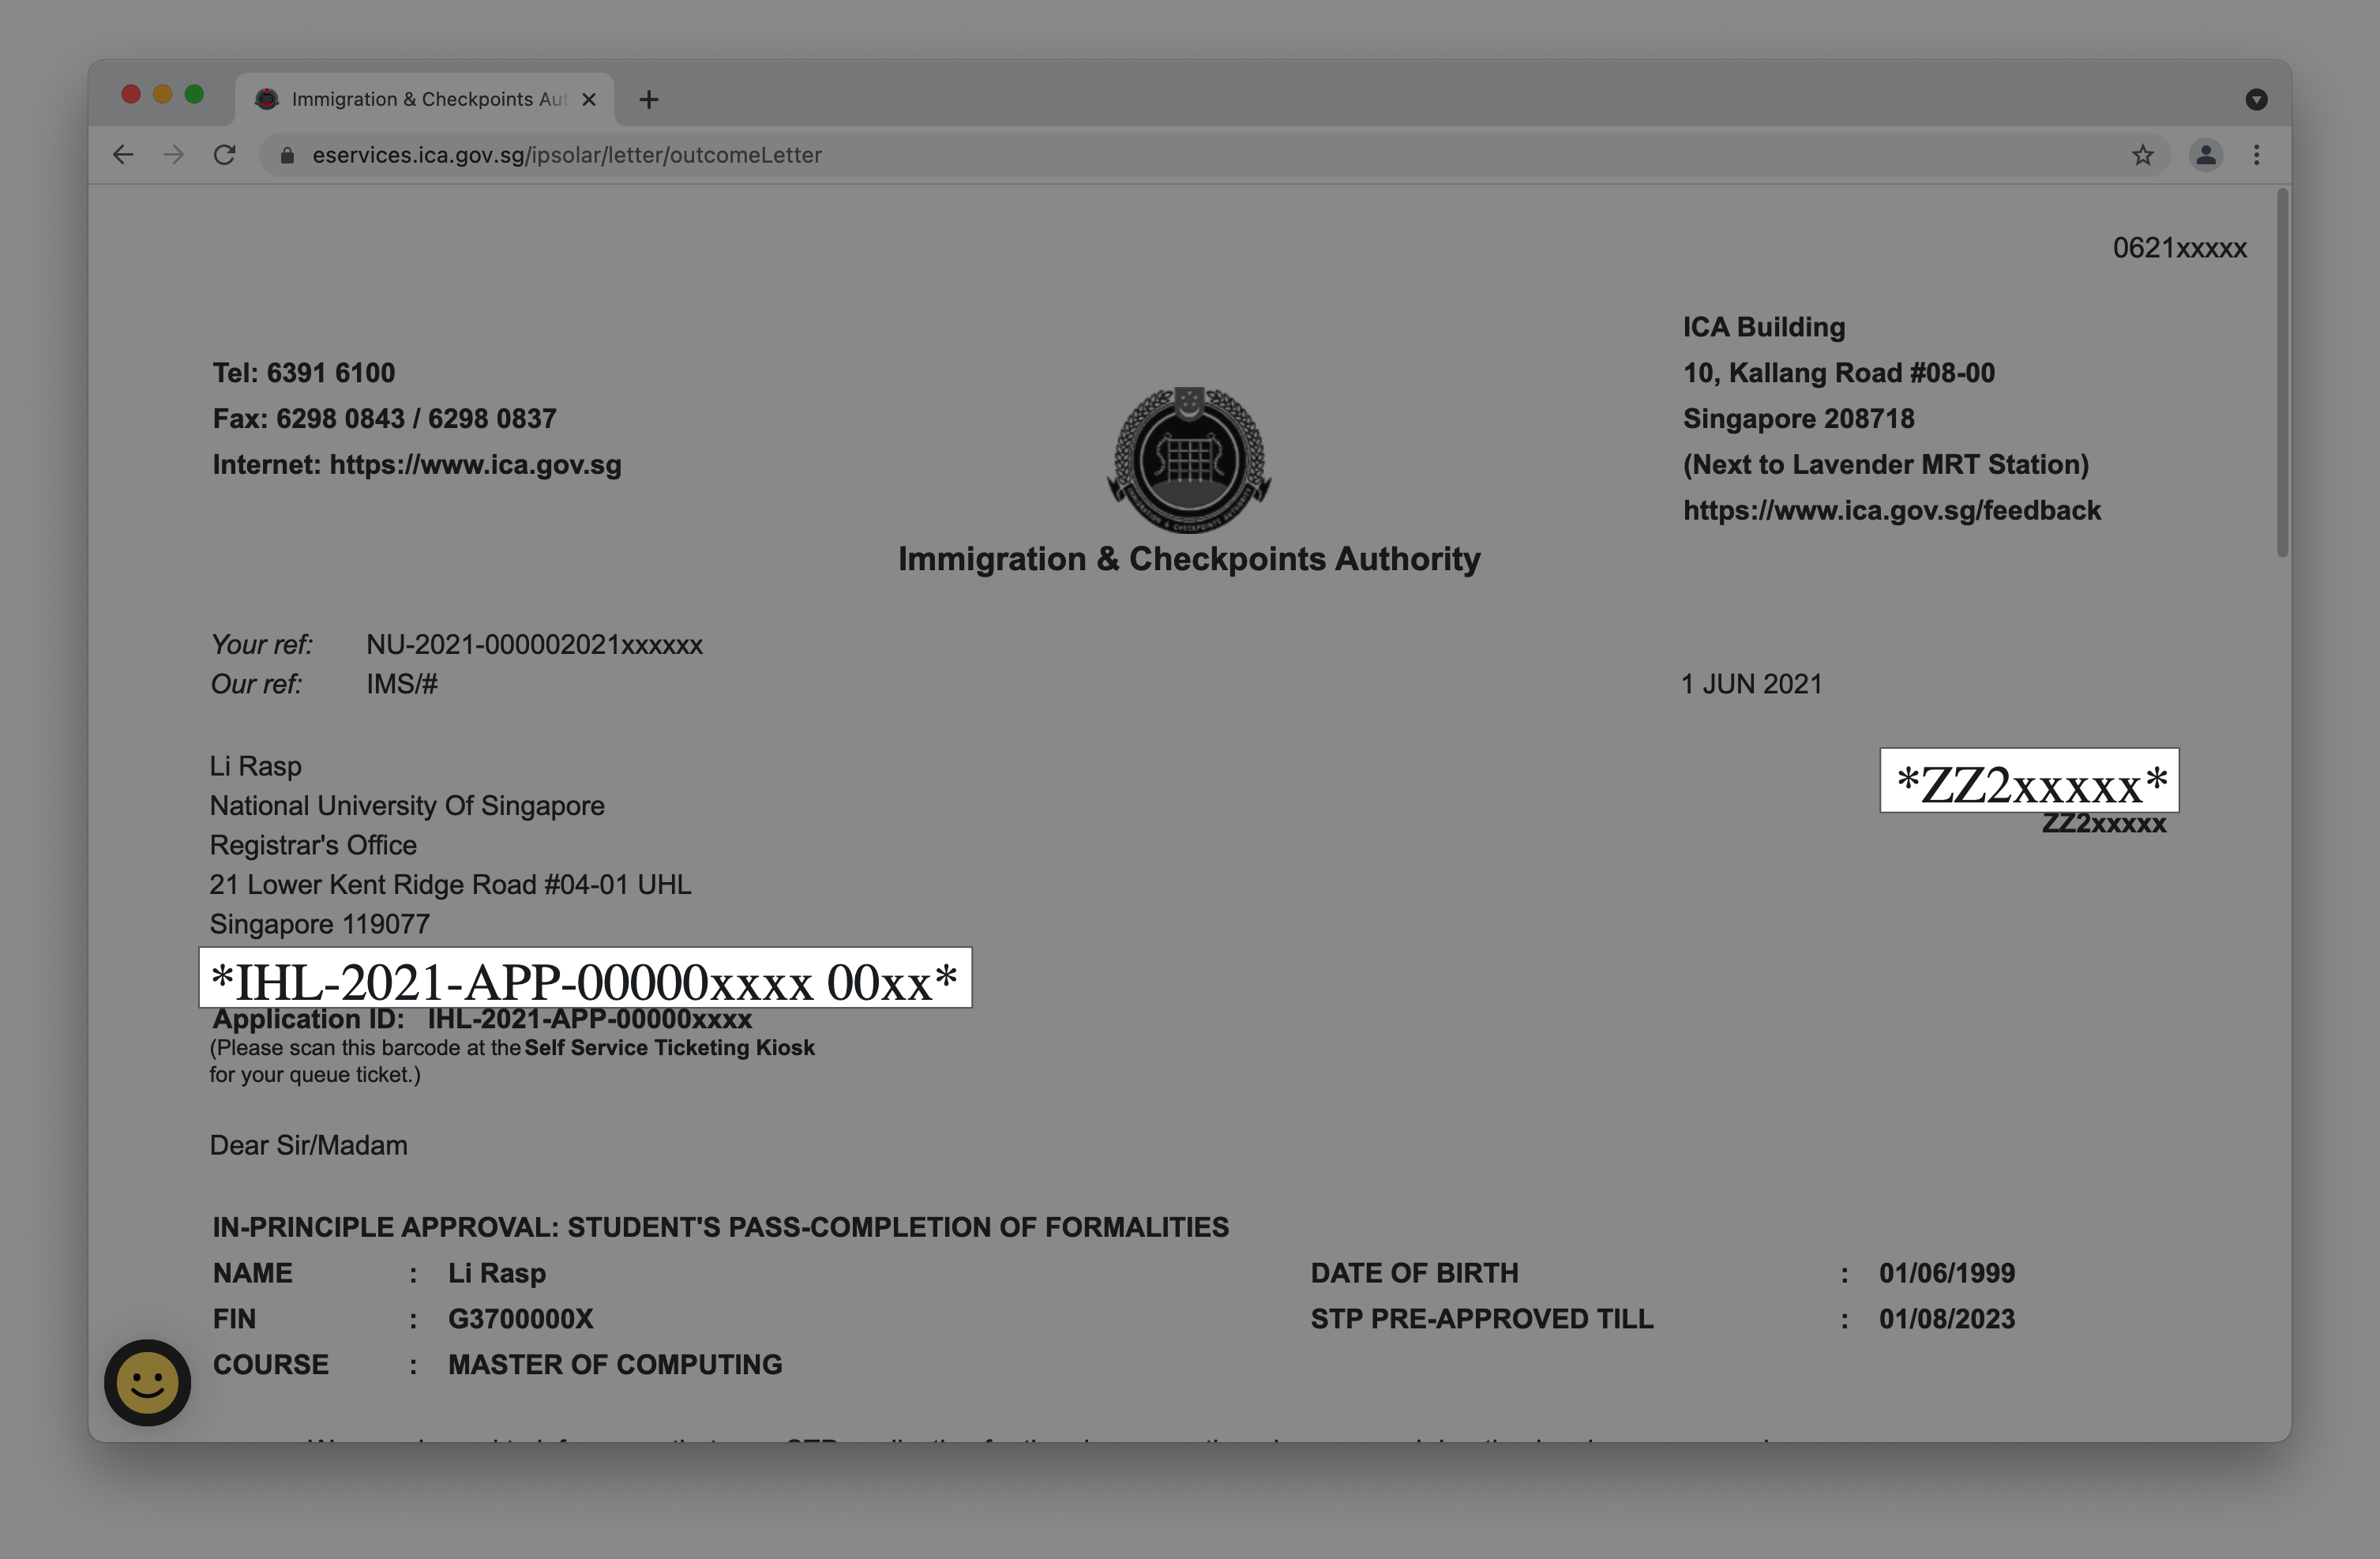 Immigration & Checkpoints Aut
eservices.ica.gov.sg/ipsolar/letter/outcomeLetter
0621xxxxx
Tel: 6391 6100
Fax: 6298 0843 / 6298 0837
Internet: https://www.ica.gov.sg
ICA Building
10, Kallang Road #08-00
Singapore 208718
(Next to Lavender MRT Station)
https://www.ica.gov.sg/feedback
IMMIGRATION & CHECKPOINTS AUTHORITY
Immigration & Checkpoints Authority
Your ref: NU-2021-000002021xxxxxx
Our ref: IMS/#
1 JUN 2021
Li Rasp
National University Of Singapore
Registrar's Office
21 Lower Kent Ridge Road #04-01 UHL
Singapore 119077
*ZZ2xxxxx*
ZZ2xxxxx
*IHL-2021-APP-00000xxxx 00xx*
Application ID: IHL-2021-APP-00000xxxx
(Please scan this barcode at the Self Service Ticketing Kiosk
for your queue ticket.)
Dear Sir/Madam
IN-PRINCIPLE APPROVAL: STUDENT'S PASS-COMPLETION OF FORMALITIES
NAME : Li Rasp DATE OF BIRTH : 01/06/1999
FIN : G3700000X STP PRE-APPROVED TILL : 01/08/2023
COURSE : MASTER OF COMPUTING